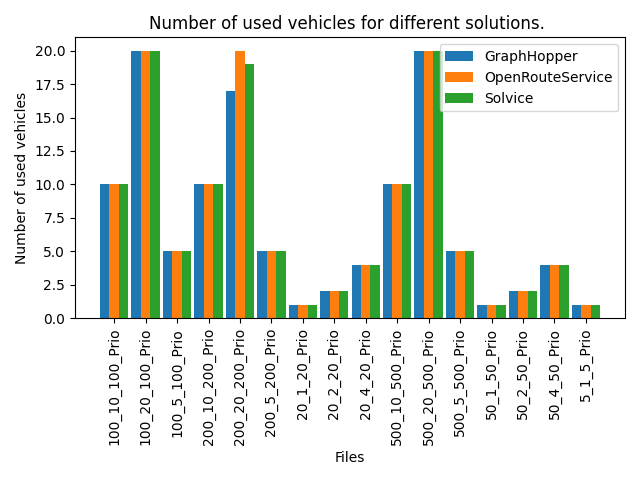 Number of used vehicles for different solutions.
GraphHopper
OpenRouteService
Solvice
Number of used vehicles
20.0
17.5
15.0
12.5
10.0
7.5
5.0
2.5
0.0
100_10_100_Prio
100_20_100_Prio
100_5_100_Prio
200_10_200_Prio
200_20_200_Prio
200_5_200_Prio
20_1_20_Prio
20_2_20_Prio
20_4_20_Prio
500_10_500_Prio
500_20_500_Prio
500_5_500_Prio
50_1_50_Prio
50_2_50_Prio
50_4_50_Prio
5_1_5_Prio
Files